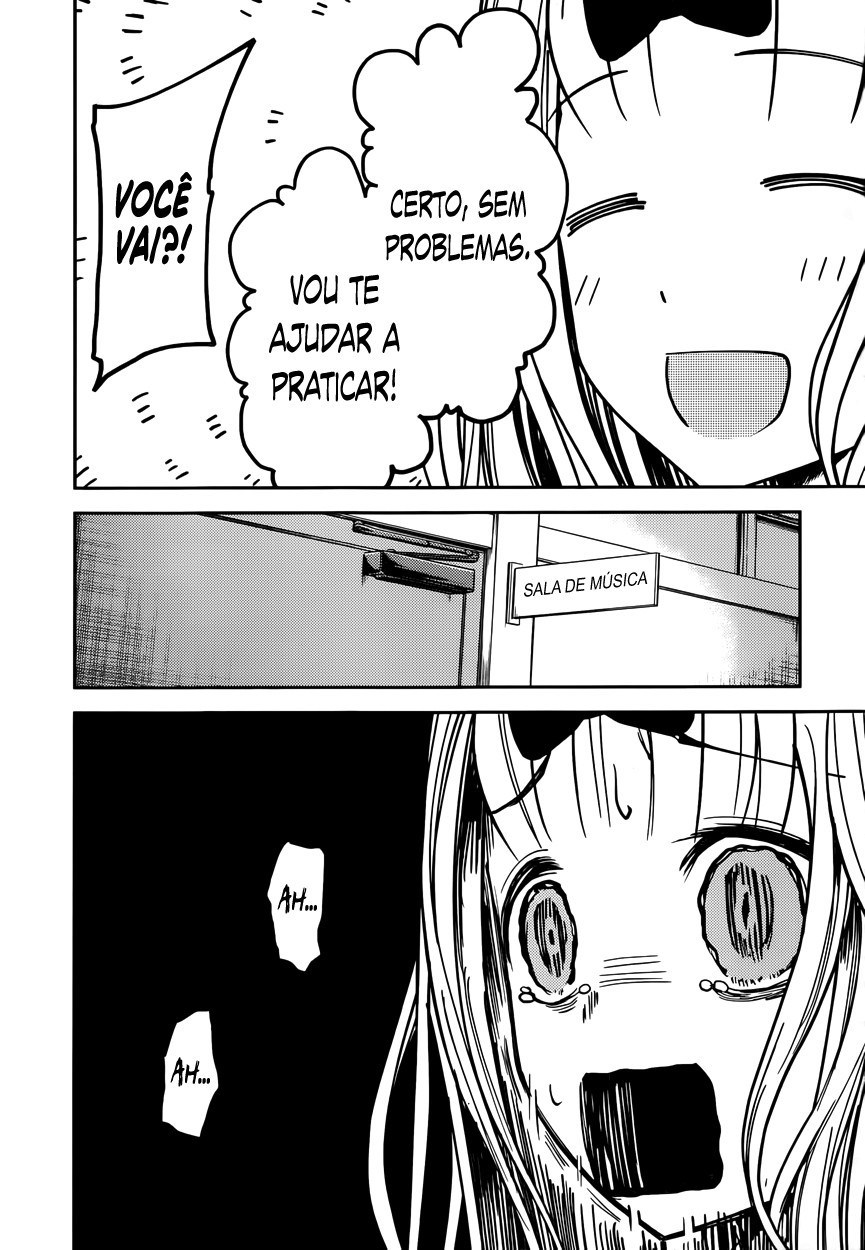 CERTO, SEM
PROBLEMAS.
VOU TE
AJUDAR A
PRATICAR!
VOCÊ
VAI?!
SALA DE MÚSICA
AH...
AH...